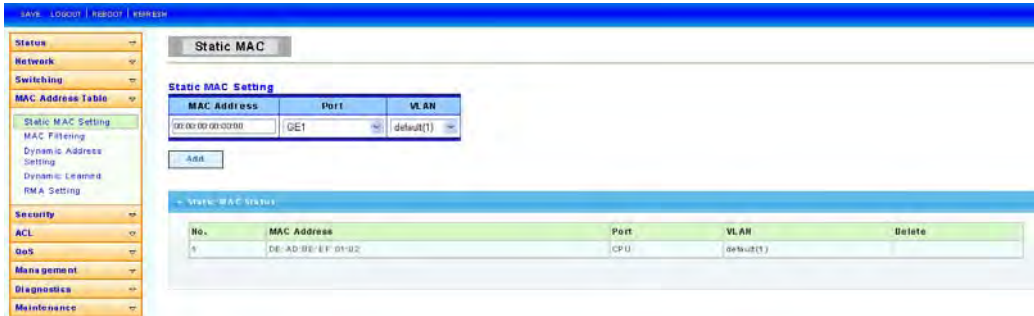 SAVE LOGOUT | REBOOT | REFRESH
Status
Network
Switching
MAC Address Table
Static MAC Setting
MAC Filtering
Dynamic Address
Setting
Dynamic Learned
RMA Setting
Security
ACL
QoS
Management
Diagnostics
Maintenance
Static MAC
Static MAC Setting
MAC Address Port VLAN
00:00:00:00:00:00 GE1 default(1)
Add
Static MAC Status
No. MAC Address Port VLAN Delete
1 DE:AD:BE:EF:01:02 CPU default(1)